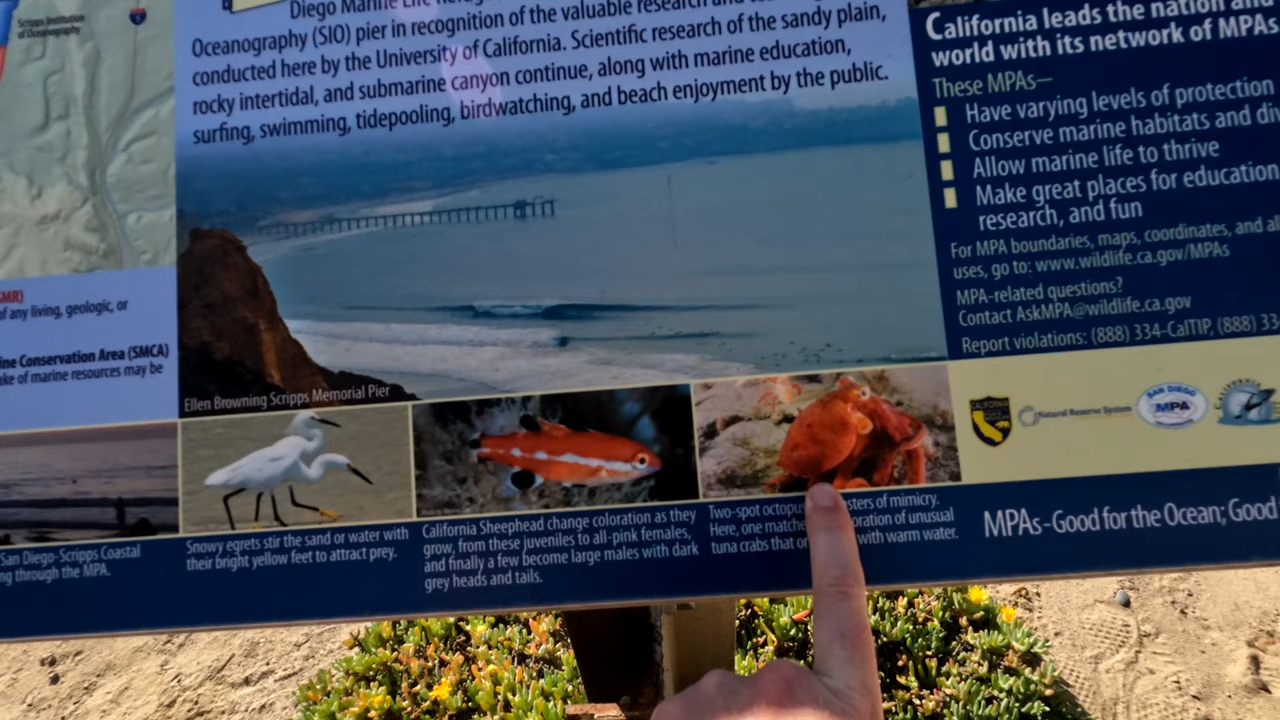 Scripps Institution
of Oceanography
5
Diego Marine Life
Oceanography (SIO) pier in recognition of the valuable research and
conducted here by the University of California. Scientific research of the sandy plain,
rocky intertidal, and submarine canyon continue, along with marine education,
surfing, swimming, tidepooling, birdwatching, and beach enjoyment by the public.
California leads the nation and
world with its network of MPAs
These MPAs—
Have varying levels of protection
Conserve marine habitats and
Allow marine life to thrive
Make great places for education
research, and fun
For MPA boundaries, maps, coordinates, and
uses, go to: www.wildlife.ca.gov/MPAs
MPA-related questions?
Contact AskMPA@wildlife.ca.gov
Report violations: (888) 334-CalTIP, (888) 33
SMR)
of any living, geologic, or
ine Conservation Area (SMCA)
ake of marine resources may be
Ellen Browning Scripps Memorial Pier
San Diego-Scripps Coastal
ng through the MPA.
Snowy egrets stir the sand or water with
their bright yellow feet to attract prey.
California Sheephead change coloration as they
grow, from these juveniles to all-pink females,
and finally a few become large males with dark
grey heads and tails.
Two-spot octopus sters of mimicry.
Here, one matche oration of unusual
tuna crabs that with warm water.
CALIFORNIA
Natural Reserve System
SAN DIEGO
MPA
MPAs-Good for the Ocean; Good